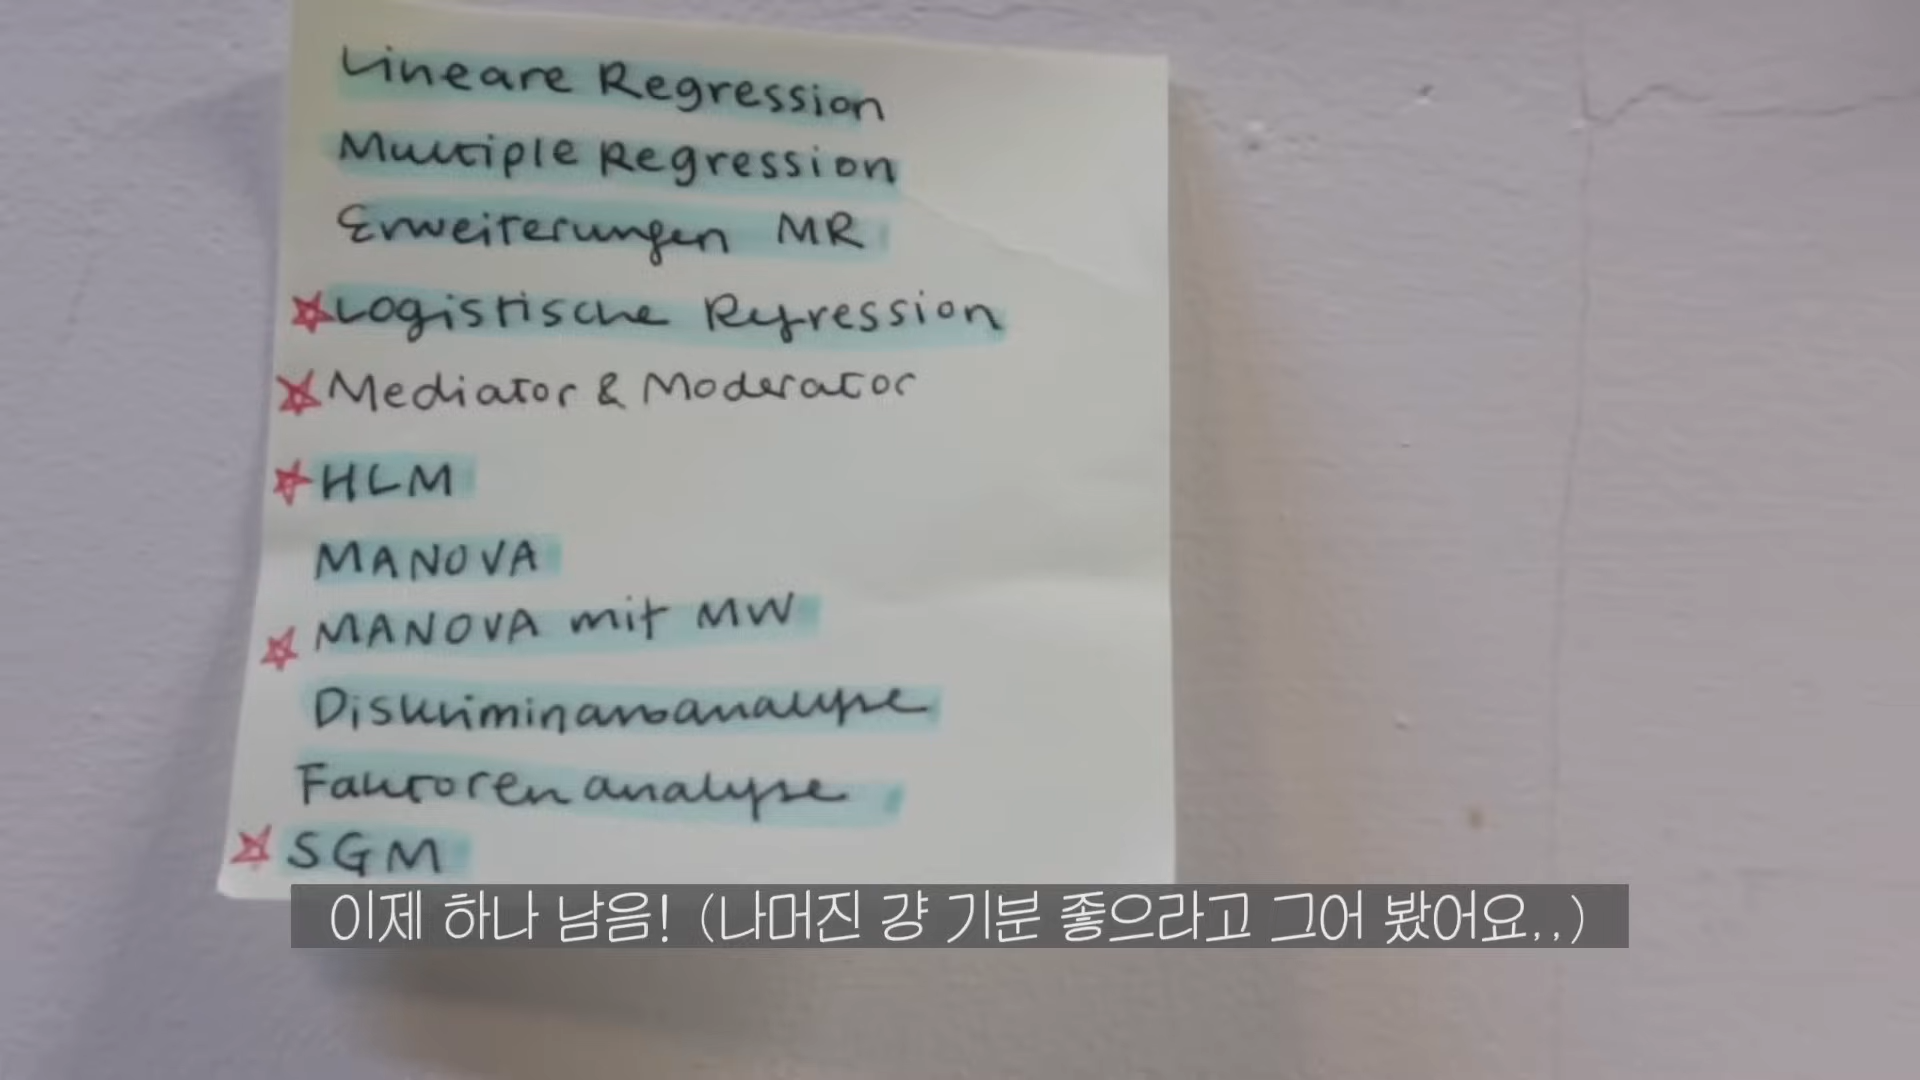 Lineare Regression
Multiple Regression
Erweiterungen MR
Logistische Regression
Mediator & Moderator
HLM
MANOVA
MANOVA mit MW
Diskriminanzanalyse
Faktorenanalyse
SGM
이제 하나 남음! (나머진 걍 기분 좋으라고 그어 봤어요..)